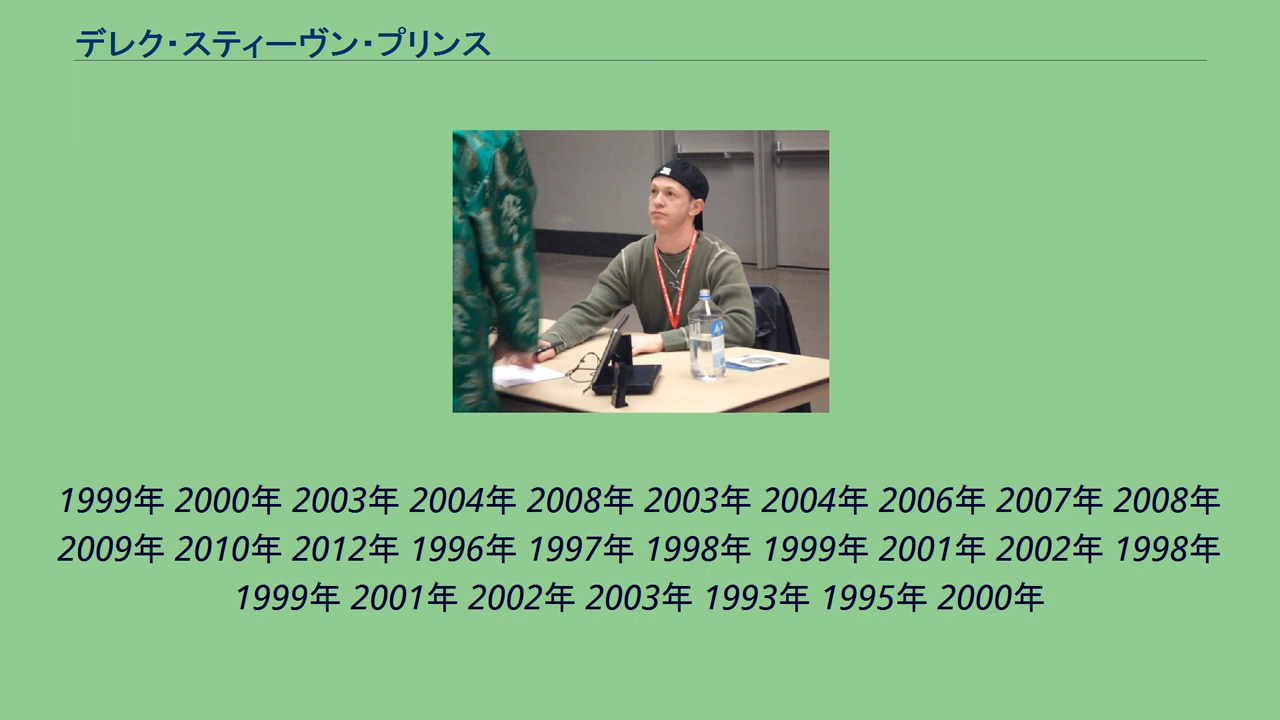 デレク・スティーヴン・プリンス
1999年 2000年 2003年 2004年 2008年 2003年 2004年 2006年 2007年 2008年
2009年 2010年 2012年 1996年 1997年 1998年 1999年 2001年 2002年 1998年
1999年 2001年 2002年 2003年 1993年 1995年 2000年